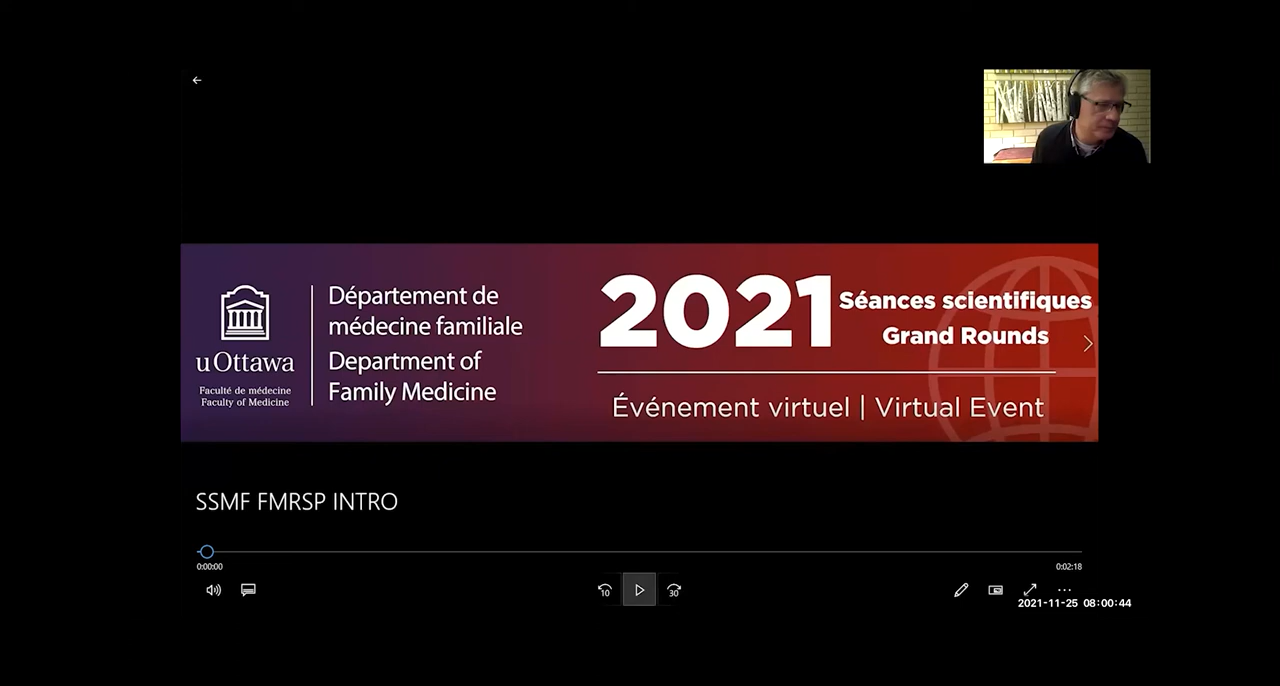 Département de
médecine familiale
Department of
Family Medicine
uOttawa
Faculté de médecine
Faculty of Medicine
2021
Séances scientifiques
Grand Rounds
Événement virtuel | Virtual Event
SSMF FMRSP INTRO
0:00:00
0:02:18
10
30
2021-11-25 08:00:44